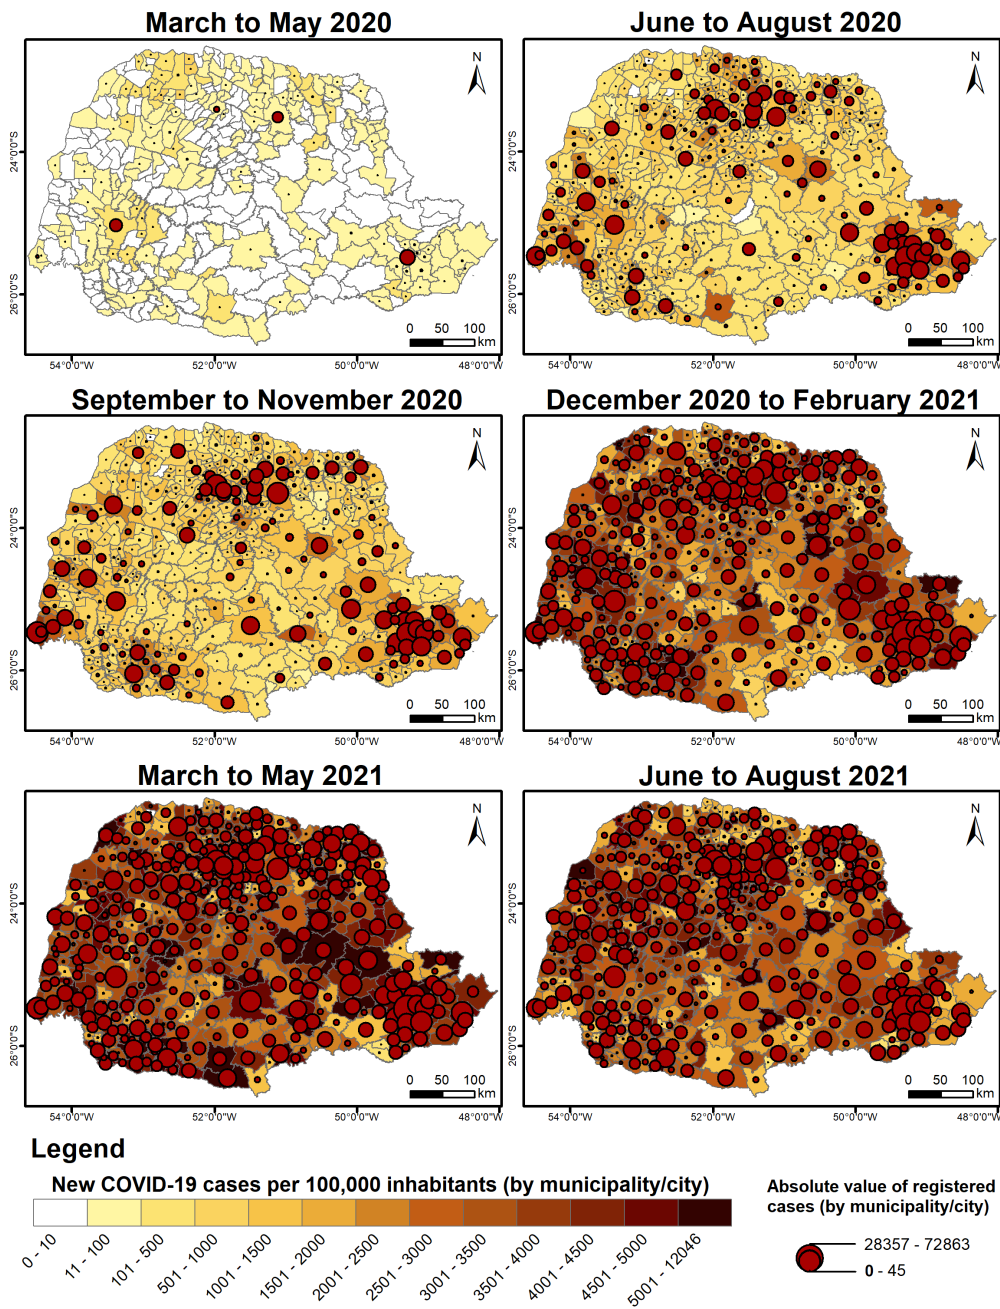 March to May 2020
June to August 2020
N
N
24°0'0"S
26°0'0"S
24°0'0"S
26°0'0"S
0 50 100
km
0 50 100
km
54°0'0"W
52°0'0"W
50°0'0"W
48°0'0"W
54°0'0"W
52°0'0"W
50°0'0"W
48°0'0"W
September to November 2020
December 2020 to February 2021
N
N
24°0'0"S
26°0'0"S
24°0'0"S
26°0'0"S
0 50 100
km
0 50 100
km
54°0'0"W
52°0'0"W
50°0'0"W
48°0'0"W
54°0'0"W
52°0'0"W
50°0'0"W
48°0'0"W
March to May 2021
June to August 2021
N
N
24°0'0"S
26°0'0"S
24°0'0"S
26°0'0"S
0 50 100
km
0 50 100
km
54°0'0"W
52°0'0"W
50°0'0"W
48°0'0"W
54°0'0"W
52°0'0"W
50°0'0"W
48°0'0"W
Legend
New COVID-19 cases per 100,000 inhabitants (by municipality/city)
0 - 10
11 - 100
101 - 500
501 - 1000
1001 - 1500
1501 - 2000
2001 - 2500
2501 - 3000
3001 - 3500
3501 - 4000
4001 - 4500
4501 - 5000
5001 - 12046
Absolute value of registered
cases (by municipality/city)
28357 - 72863
0 - 45